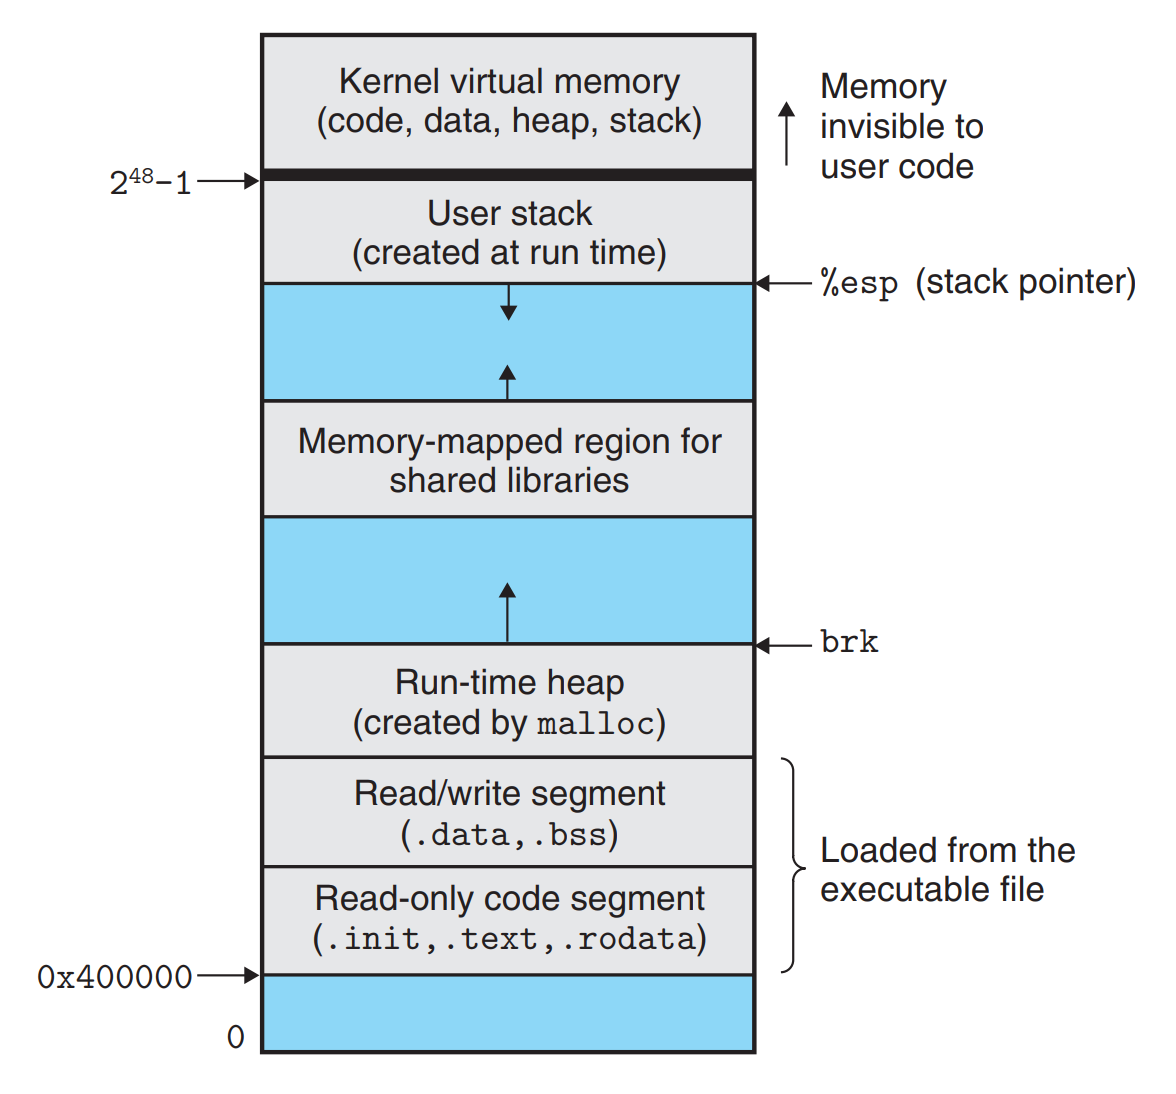 Kernel virtual memory
(code, data, heap, stack)
Memory
invisible to
user code
2⁴⁸-1
User stack
(created at run time)
%esp (stack pointer)
Memory-mapped region for
shared libraries
brk
Run-time heap
(created by malloc)
Read/write segment
(.data,.bss)
Loaded from the
executable file
Read-only code segment
(.init,.text,.rodata)
0x400000
0